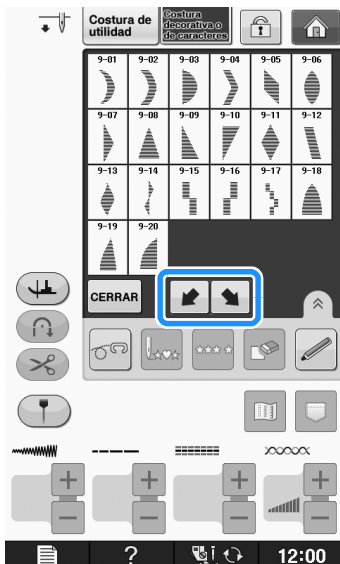 Costura de
utilidad
Costura
decorativa o
de caracteres
9-01 9-02 9-03 9-04 9-05 9-06
9-07 9-08 9-09 9-10 9-11 9-12
9-13 9-14 9-15 9-16 9-17 9-18
9-19 9-20
CERRAR
?
12:00